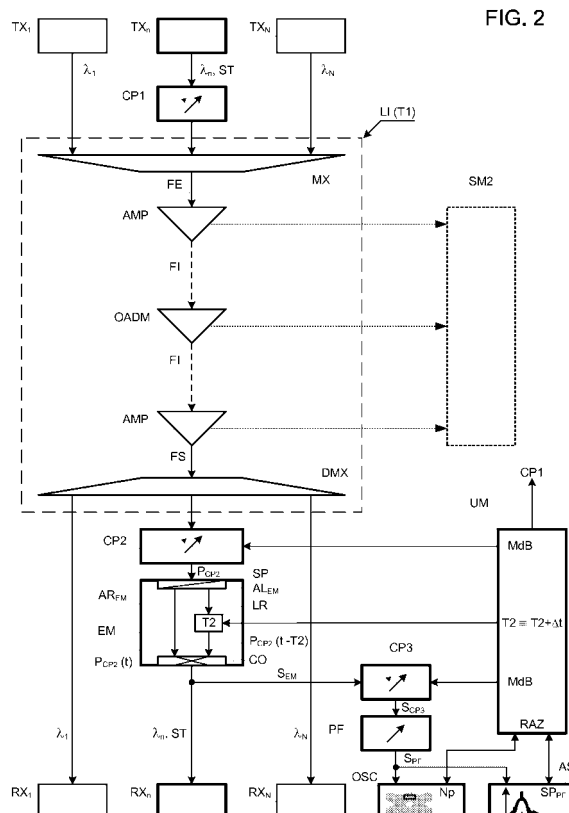 FIG. 2
TX1 TXn TXN
λ1 λn, ST λN
CP1
LI (T1)
MX
FE
SM2
AMP
FI
OADM
FI
AMP
FS
DMX
CP1
UM
CP2
MdB
PCP2
SP
AREM
ALEM
LR
EM
T2
T2 ≡ T2+Δt
PCP2 (t -T2)
PCP2 (t)
CO
CP3
SEM
MdB
SCP3
λ1 λn, ST λN
PF
RAZ
SPF
AS
RX1 RXn RXN
OSC
Np
SPPF